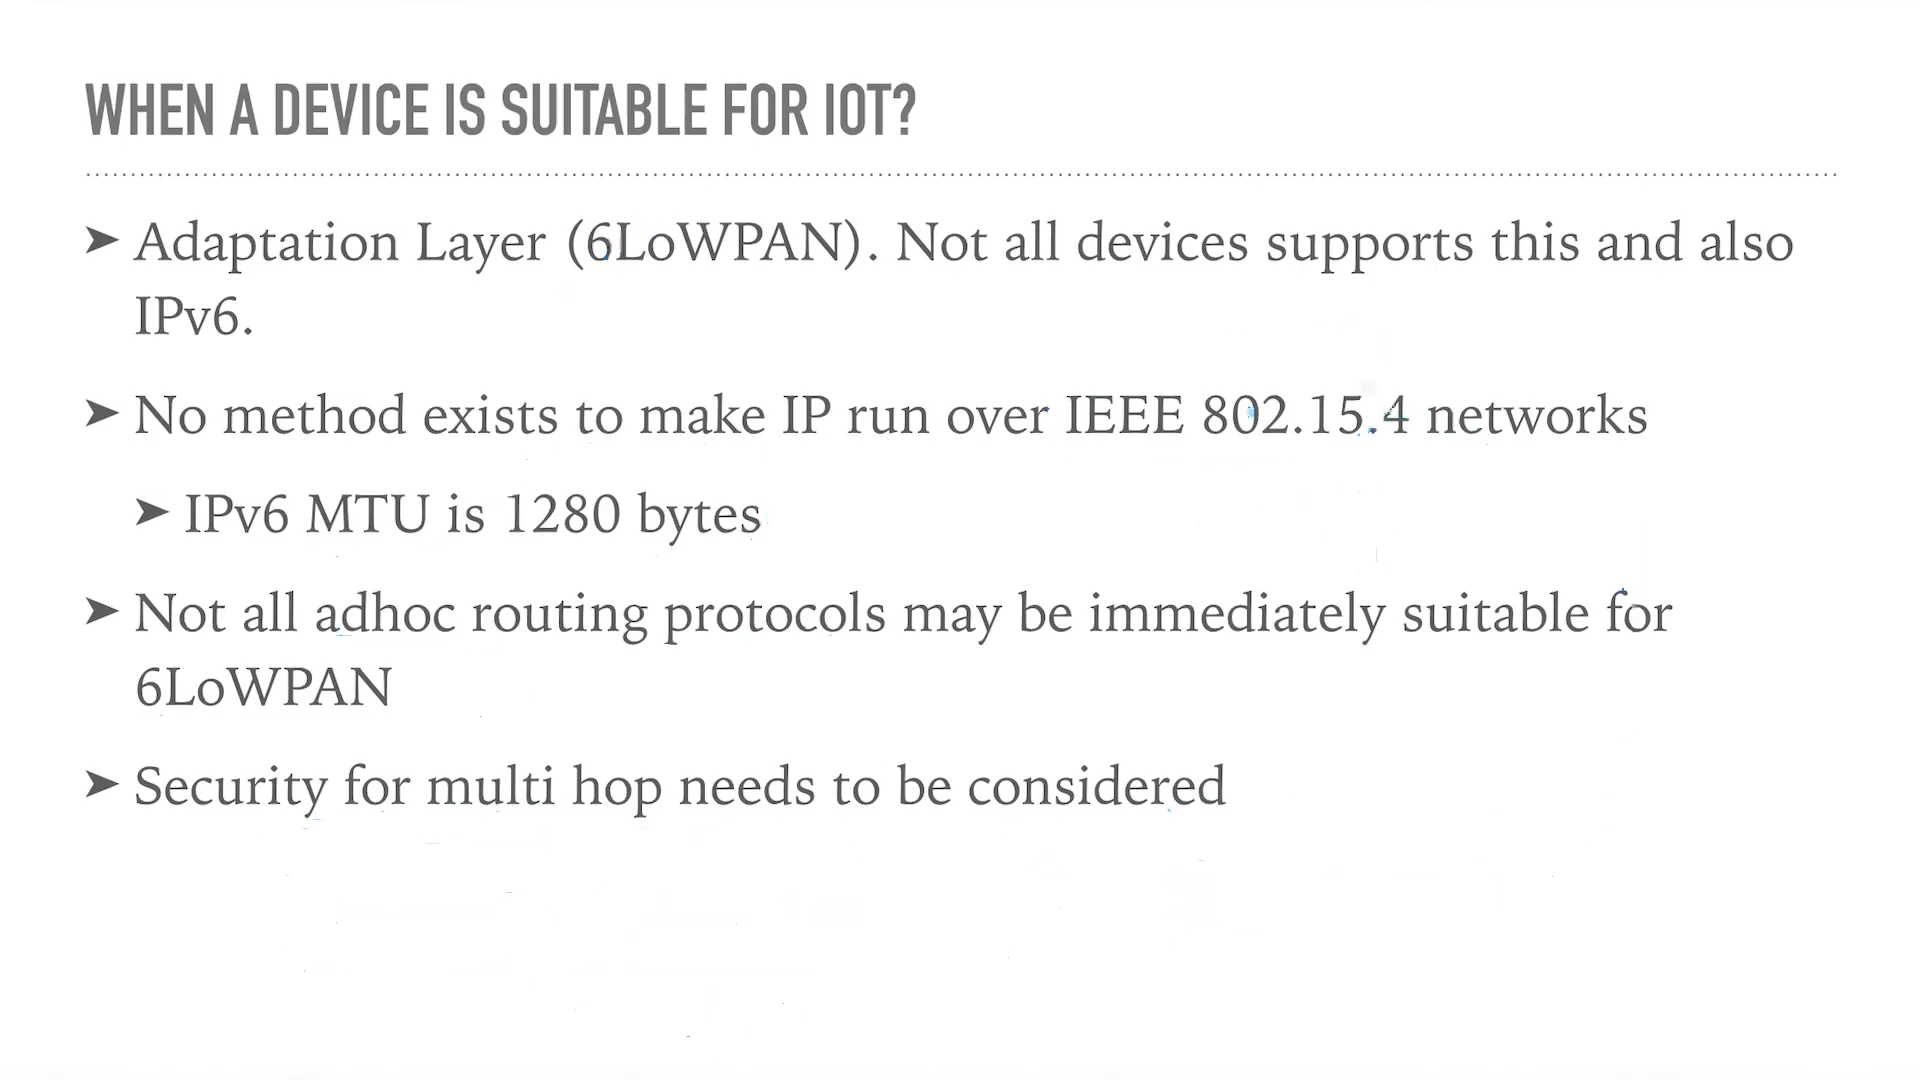 WHEN A DEVICE IS SUITABLE FOR IOT?
➤ Adaptation Layer (6LoWPAN). Not all devices supports this and also
IPv6.
➤ No method exists to make IP run over IEEE 802.15.4 networks
➤ IPv6 MTU is 1280 bytes
➤ Not all adhoc routing protocols may be immediately suitable for
6LoWPAN
➤ Security for multi hop needs to be considered